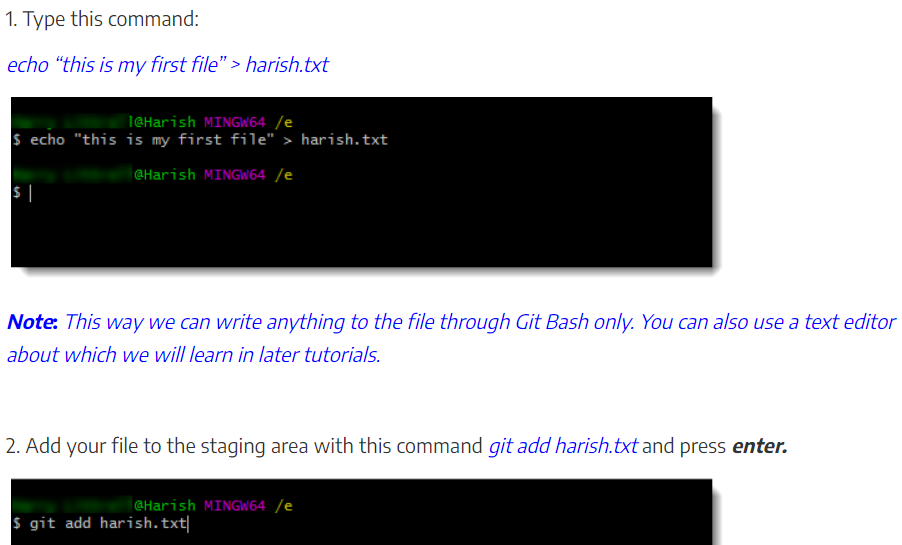 1. Type this command:
echo “this is my first file” > harish.txt
@Harish MINGW64 /e
$ echo "this is my first file" > harish.txt
@Harish MINGW64 /e
$
Note: This way we can write anything to the file through Git Bash only. You can also use a text editor
about which we will learn in later tutorials.
2. Add your file to the staging area with this command git add harish.txt and press enter.
@Harish MINGW64 /e
$ git add harish.txt